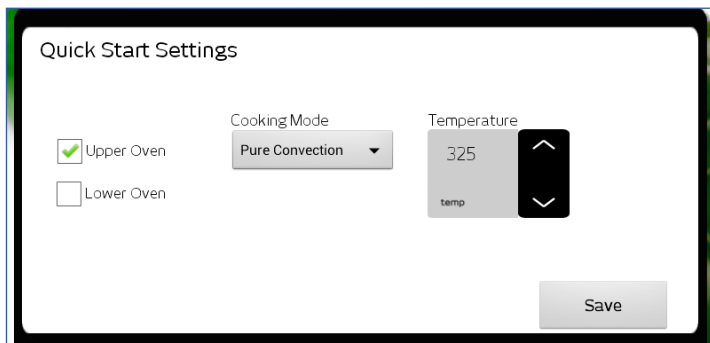 Quick Start Settings
Cooking Mode
Temperature
Upper Oven
Pure Convection
325
Lower Oven
temp
Save